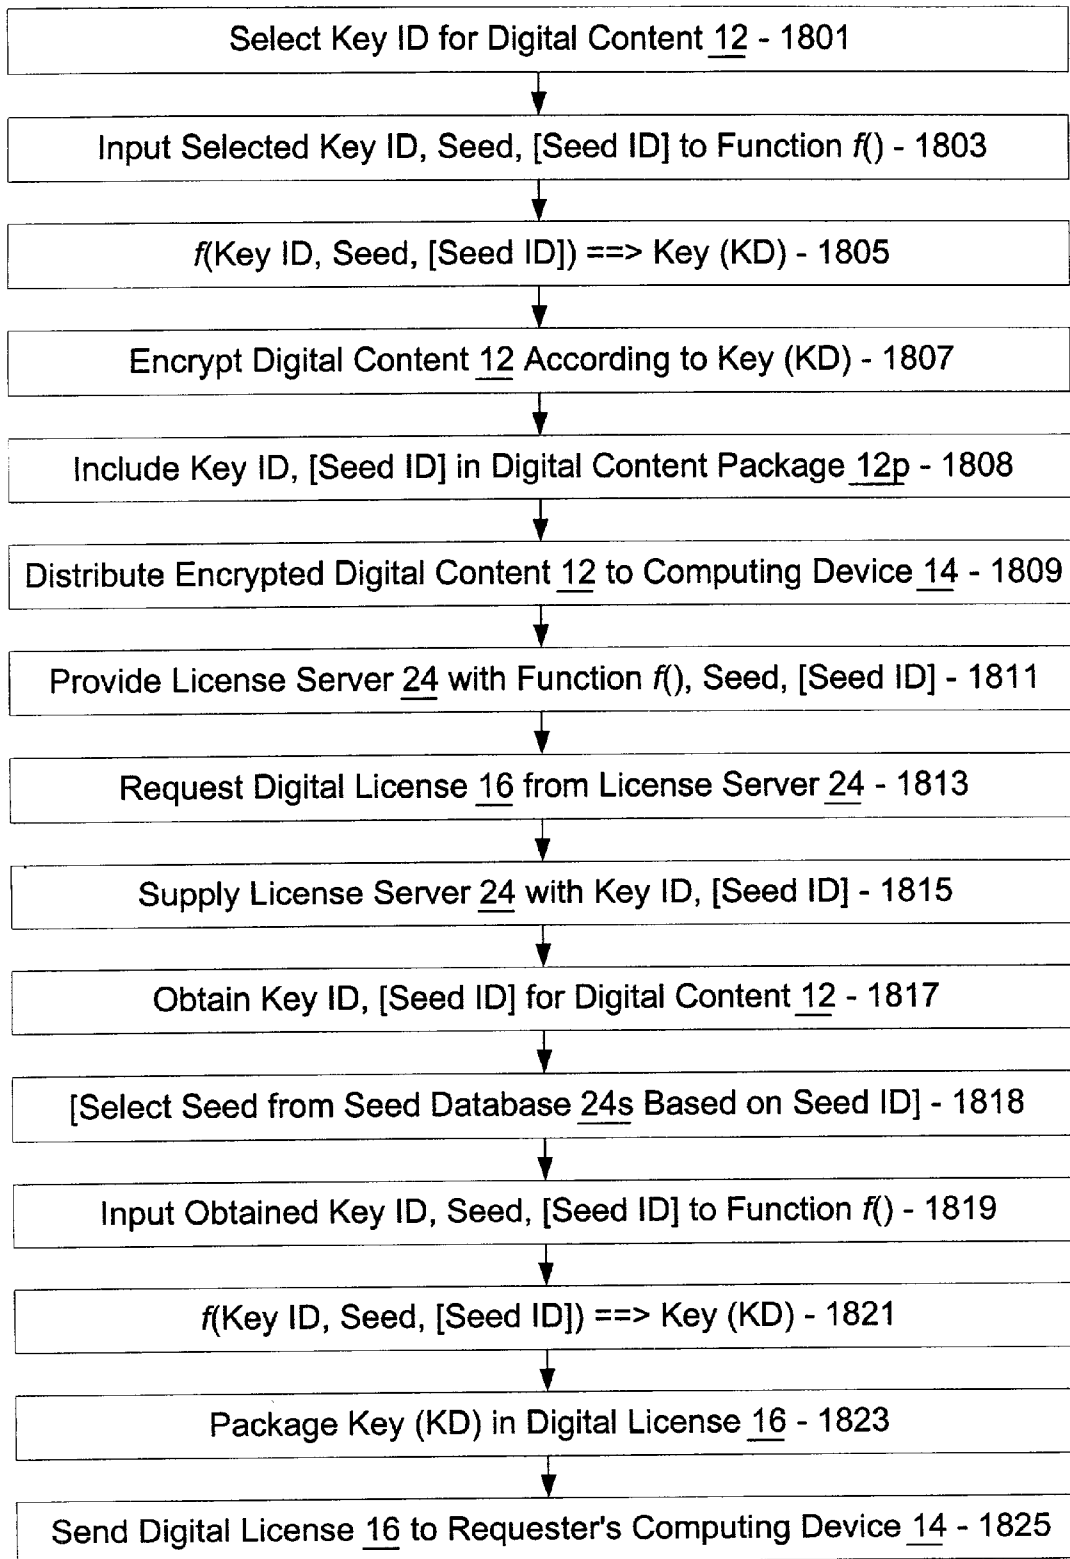 Select Key ID for Digital Content 12 - 1801
Input Selected Key ID, Seed, [Seed ID] to Function f() - 1803
f(Key ID, Seed, [Seed ID]) ==> Key (KD) - 1805
Encrypt Digital Content 12 According to Key (KD) - 1807
Include Key ID, [Seed ID] in Digital Content Package 12p - 1808
Distribute Encrypted Digital Content 12 to Computing Device 14 - 1809
Provide License Server 24 with Function f(), Seed, [Seed ID] - 1811
Request Digital License 16 from License Server 24 - 1813
Supply License Server 24 with Key ID, [Seed ID] - 1815
Obtain Key ID, [Seed ID] for Digital Content 12 - 1817
[Select Seed from Seed Database 24s Based on Seed ID] - 1818
Input Obtained Key ID, Seed, [Seed ID] to Function f() - 1819
f(Key ID, Seed, [Seed ID]) ==> Key (KD) - 1821
Package Key (KD) in Digital License 16 - 1823
Send Digital License 16 to Requester's Computing Device 14 - 1825